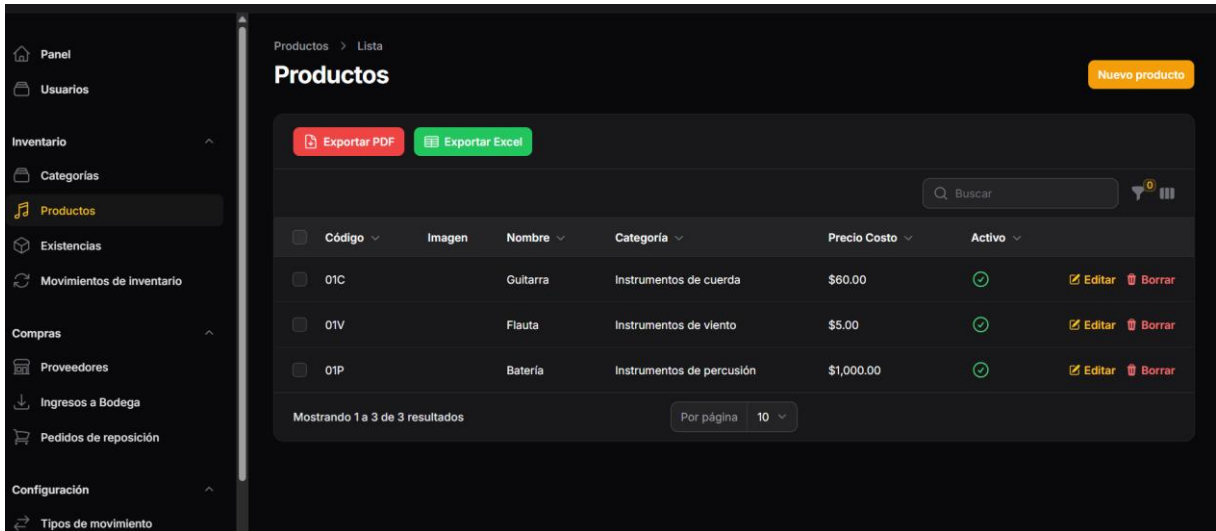 Panel
Usuarios
Inventario
Categorías
Productos
Existencias
Movimientos de inventario
Compras
Proveedores
Ingresos a Bodega
Pedidos de reposición
Configuración
Tipos de movimiento
Productos > Lista
Productos
Nuevo producto
Exportar PDF Exportar Excel
Buscar 0
Código Imagen Nombre Categoría Precio Costo Activo
01C Guitarra Instrumentos de cuerda $60.00 Editar Borrar
01V Flauta Instrumentos de viento $5.00 Editar Borrar
01P Batería Instrumentos de percusión $1,000.00 Editar Borrar
Mostrando 1 a 3 de 3 resultados Por página 10